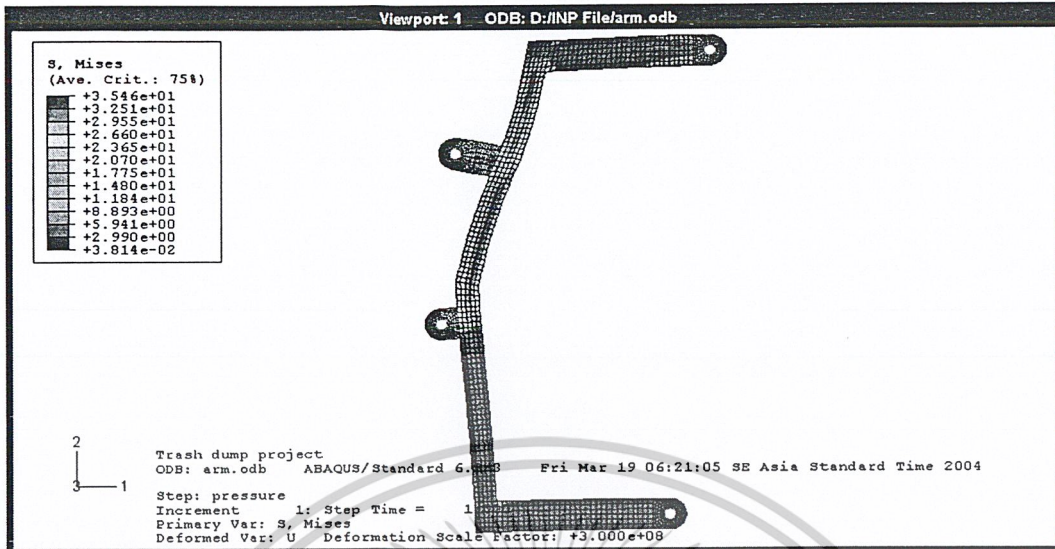 Viewport: 1 ODB: D:/INP File/arm.odb
S, Mises
(Ave. Crit.: 75%)
+3.546e+01
+3.251e+01
+2.955e+01
+2.660e+01
+2.365e+01
+2.070e+01
+1.775e+01
+1.480e+01
+1.184e+01
+8.893e+00
+5.941e+00
+2.990e+00
+3.814e-02
2
3 1
Trash dump project
ODB: arm.odb ABAQUS/Standard Fri Mar 19 06:21:05 SE Asia Standard Time 2004
Step: pressure
Increment 1: Step Time = 1
Primary Var: S, Mises
Deformed Var: U Deformation Scale Factor: +3.000e+08